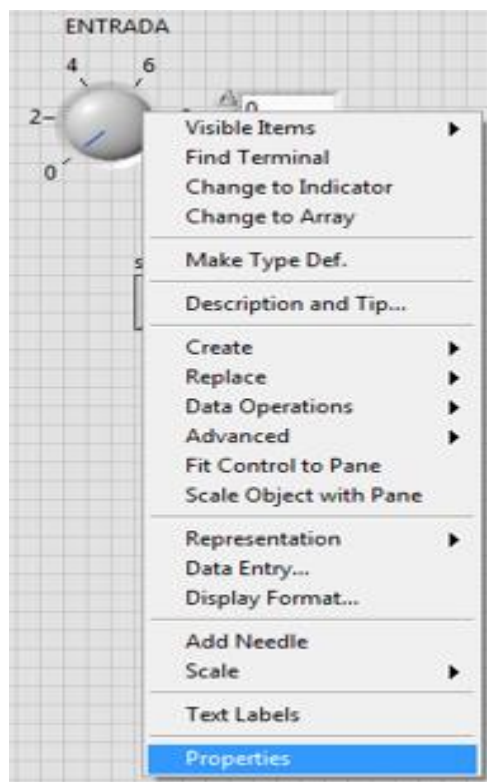 ENTRADA
4 6
2
0
0
Visible Items
Find Terminal
Change to Indicator
Change to Array
Make Type Def.
Description and Tip...
Create
Replace
Data Operations
Advanced
Fit Control to Pane
Scale Object with Pane
Representation
Data Entry...
Display Format...
Add Needle
Scale
Text Labels
Properties